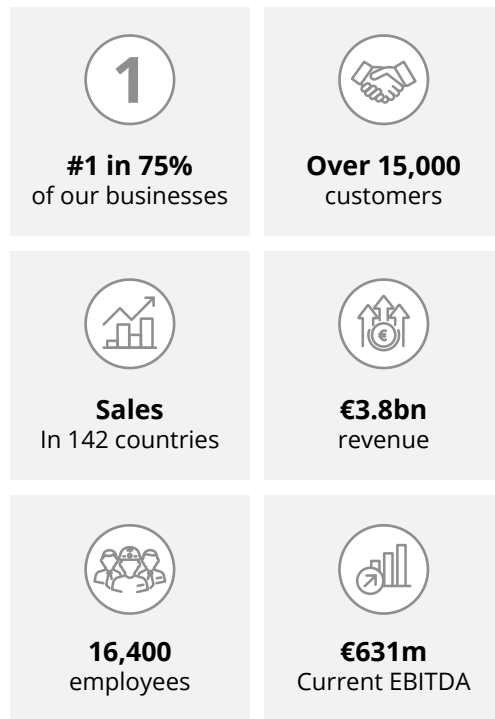 1
#1 in 75%
of our businesses
Over 15,000
customers
Sales
In 142 countries
€
€3.8bn
revenue
16,400
employees
€631m
Current EBITDA